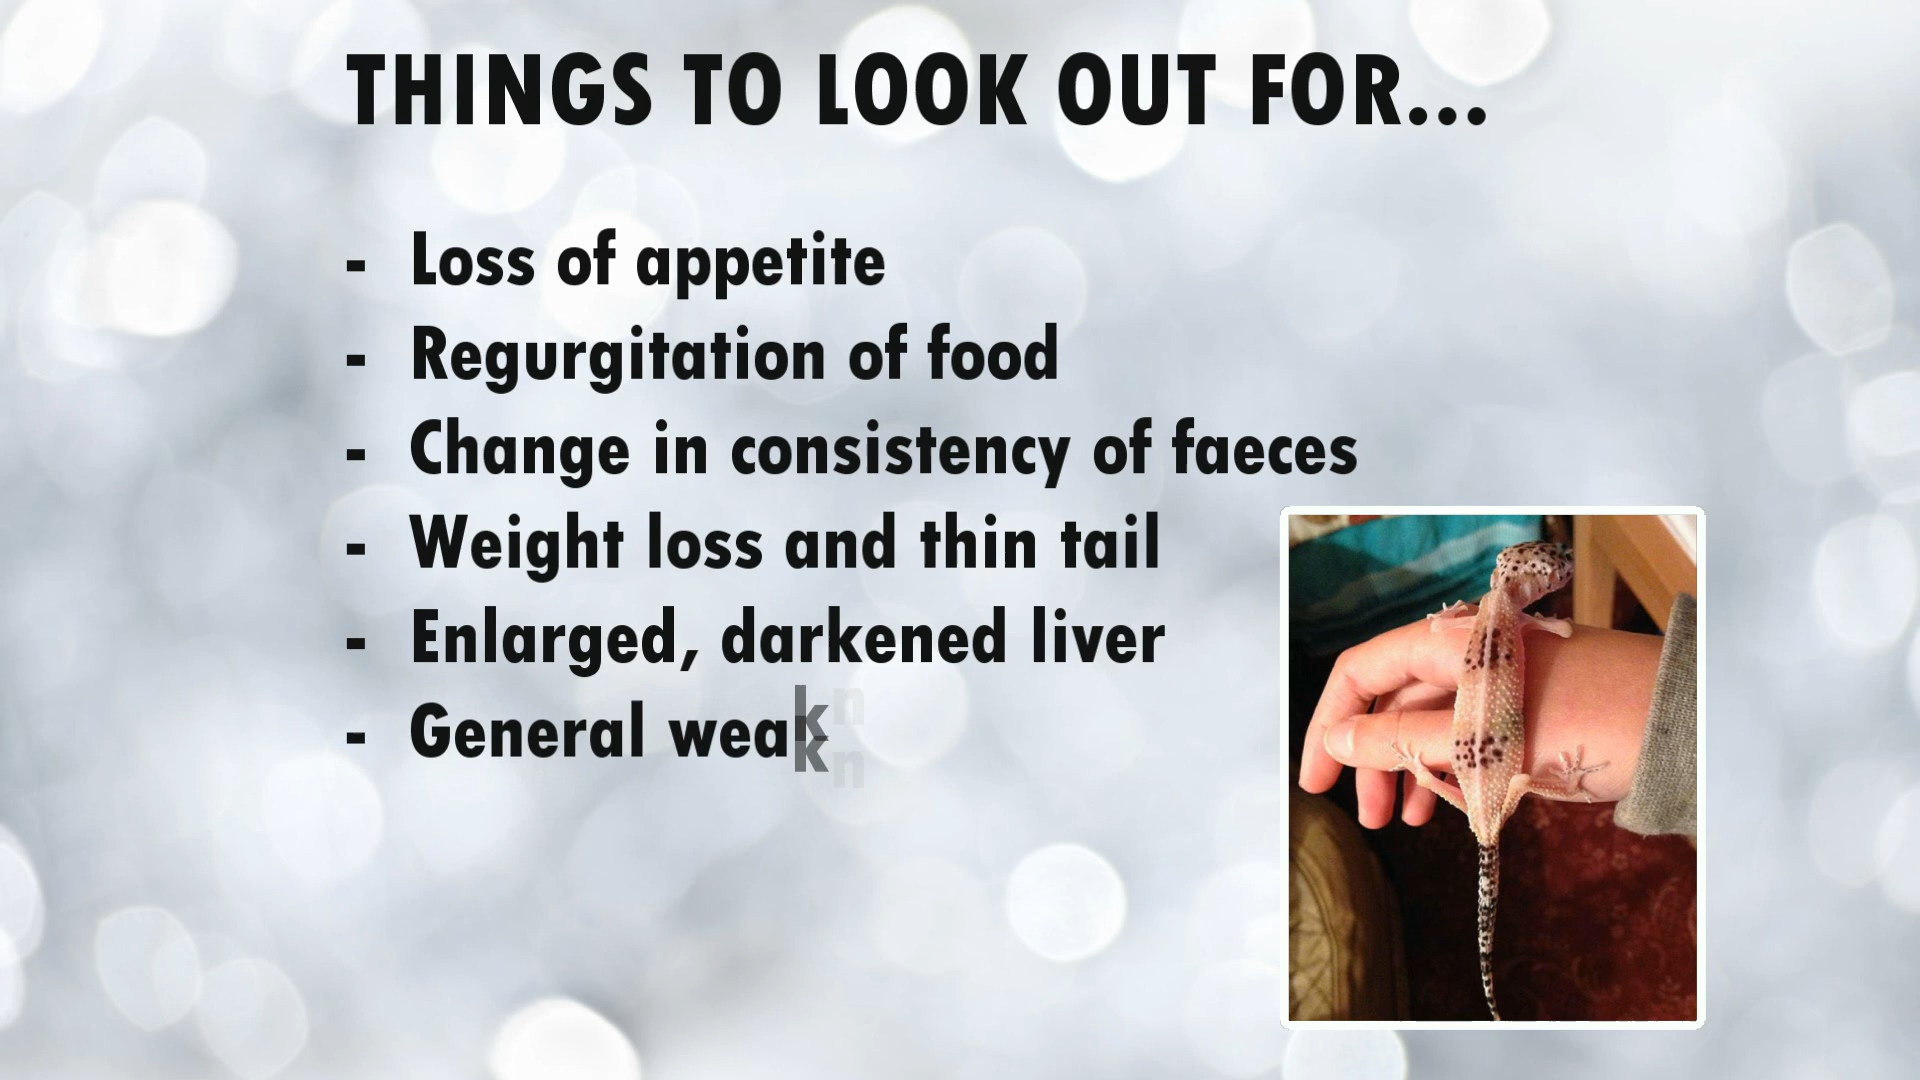 THINGS TO LOOK OUT FOR...
- Loss of appetite
- Regurgitation of food
- Change in consistency of faeces
- Weight loss and thin tail
- Enlarged, darkened liver
- General weakn